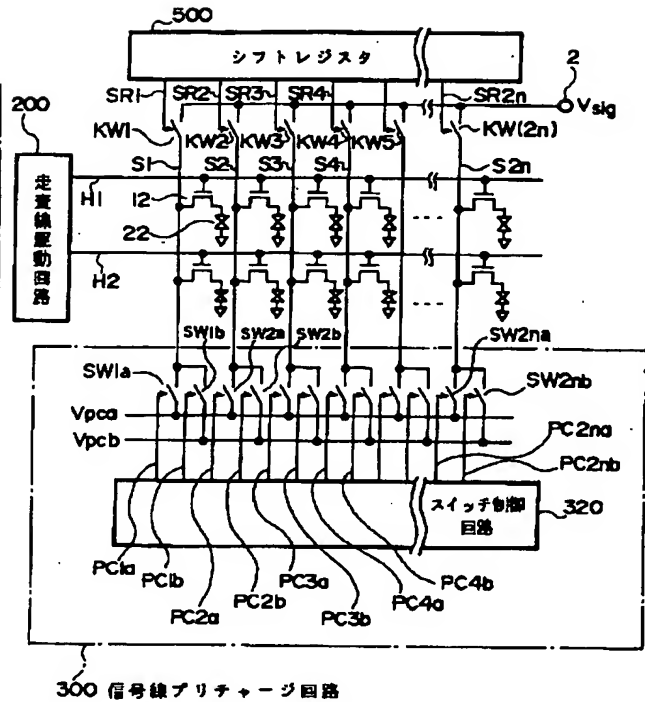 500
シフトレジスタ
SR1 SR2 SR3 SR4 SR2n
2
Vsig
200
KW1 KW2 KW3 KW4 KW5 KW(2n)
S1 S2 S3 S4 S2n
走査線駆動回路
H1
12
22
H2
SW1b SW2a SW2b SW2na
SW1a SW2nb
Vpca
Vpcb
PC2na
PC2nb
スイッチ制御
回路
320
PC1a PC1b PC2a PC2b PC3a PC3b PC4a PC4b
300 信号線プリチャージ回路